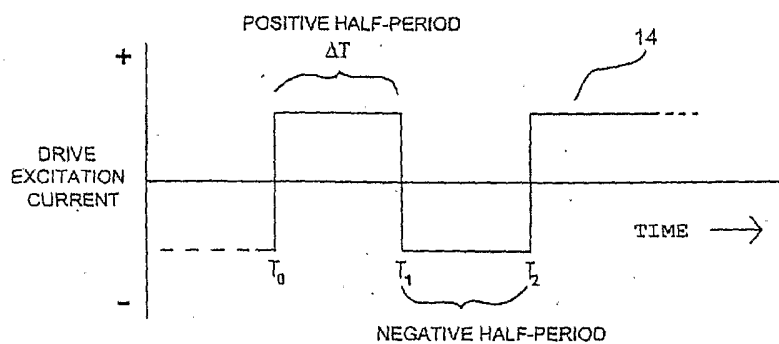 POSITIVE HALF-PERIOD
ΔT
14
+
DRIVE
EXCITATION
CURRENT
TIME
T₀
T₁
T₂
−
NEGATIVE HALF-PERIOD